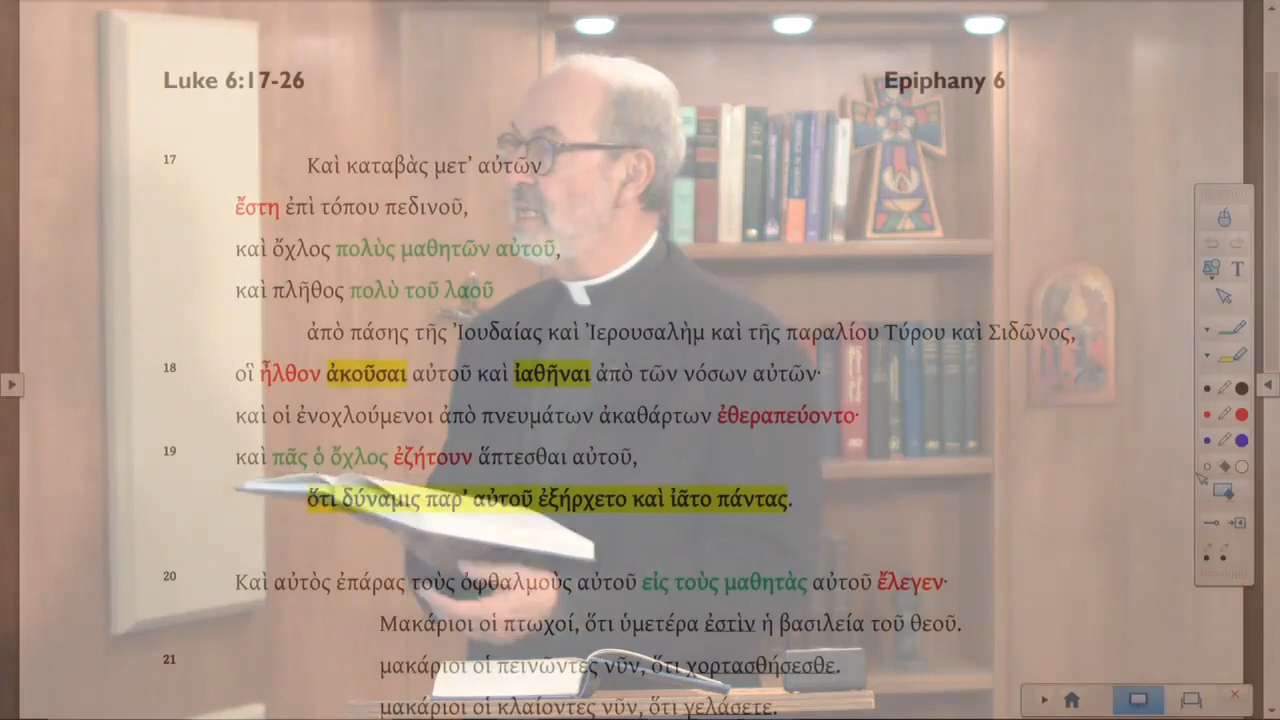 Luke 6:17-26 Epiphany 6
17 Καὶ καταβὰς μετ’ αὐτῶν
ἔστη ἐπὶ τόπου πεδινοῦ,
καὶ ὄχλος πολὺς μαθητῶν αὐτοῦ,
καὶ πλῆθος πολὺ τοῦ λαοῦ
ἀπὸ πάσης τῆς Ἰουδαίας καὶ Ἰερουσαλὴμ καὶ τῆς παραλίου Τύρου καὶ Σιδῶνος,
18 οἳ ἦλθον ἀκοῦσαι αὐτοῦ καὶ ἰαθῆναι ἀπὸ τῶν νόσων αὐτῶν·
καὶ οἱ ἐνοχλούμενοι ἀπὸ πνευμάτων ἀκαθάρτων ἐθεραπεύοντο·
19 καὶ πᾶς ὁ ὄχλος ἐζήτουν ἅπτεσθαι αὐτοῦ,
ὅτι δύναμις παρ’ αὐτοῦ ἐξήρχετο καὶ ἰᾶτο πάντας.
20 Καὶ αὐτὸς ἐπάρας τοὺς ὀφθαλμοὺς αὐτοῦ εἰς τοὺς μαθητὰς αὐτοῦ ἔλεγεν·
Μακάριοι οἱ πτωχοί, ὅτι ὑμετέρα ἐστὶν ἡ βασιλεία τοῦ θεοῦ.
21 μακάριοι οἱ πεινῶντες νῦν, ὅτι χορτασθήσεσθε.
μακάριοι οἱ κλαίοντες νῦν, ὅτι γελάσετε.
T